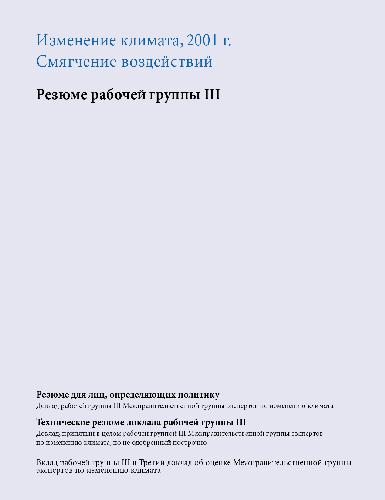 Изменение климата, 2001 г.
Смягчение воздействий
Резюме рабочей группы III
Резюме для лиц, определяющих политику
Доклад рабочей группы III Межправительственной группы экспертов по изменению климата
Техническое резюме доклада рабочей группы III
Доклад, принятый в целом рабочей группой III Межправительственной группы экспертов
по изменению климата, но не одобренный построчно
Вклад рабочей группы III в Третий доклад об оценке Межправительственной группы
экспертов по изменению климата